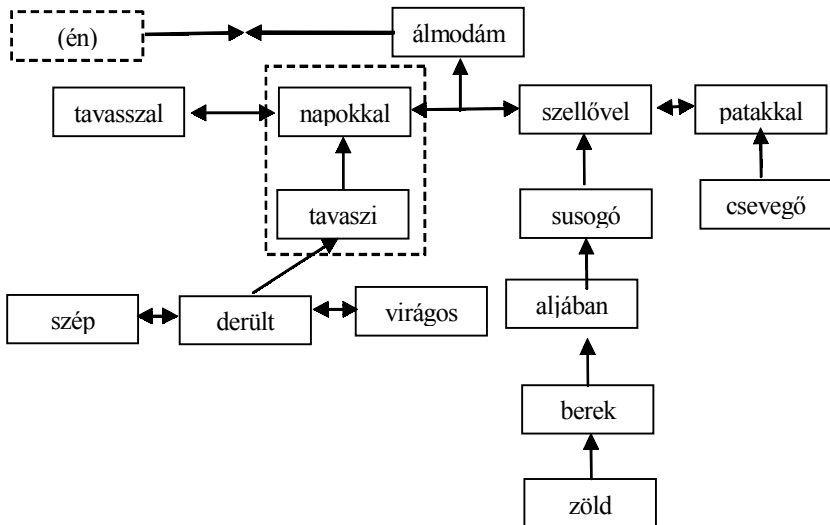 (én)
álmodám
tavasszal
napokkal
szellővel
patakkal
tavaszi
susogó
csevegő
szép
derült
virágos
aljában
berek
zöld